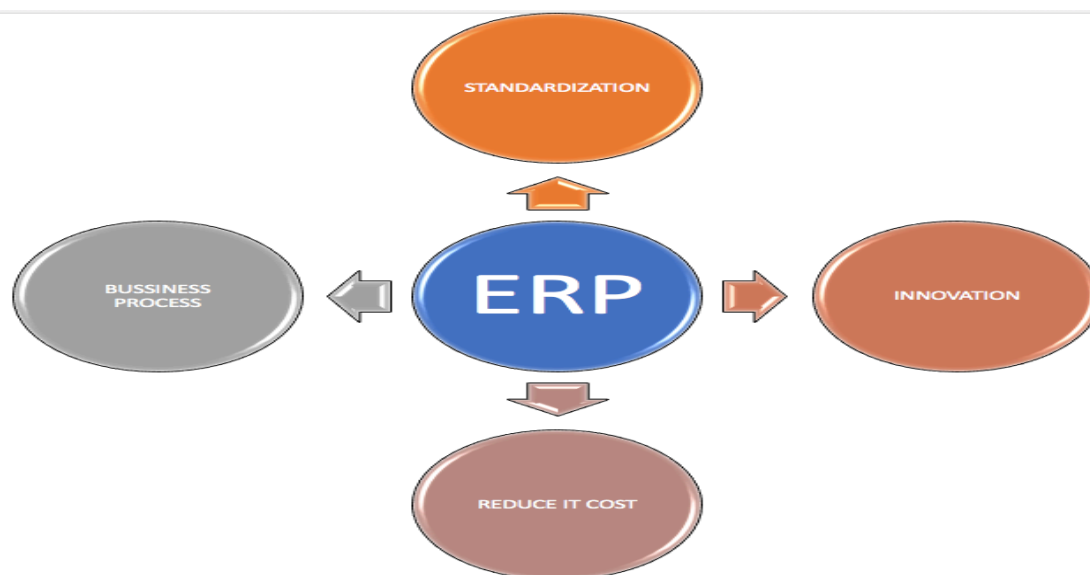 STANDARDIZATION
BUSSINESS
PROCESS
ERP
INNOVATION
REDUCE IT COST